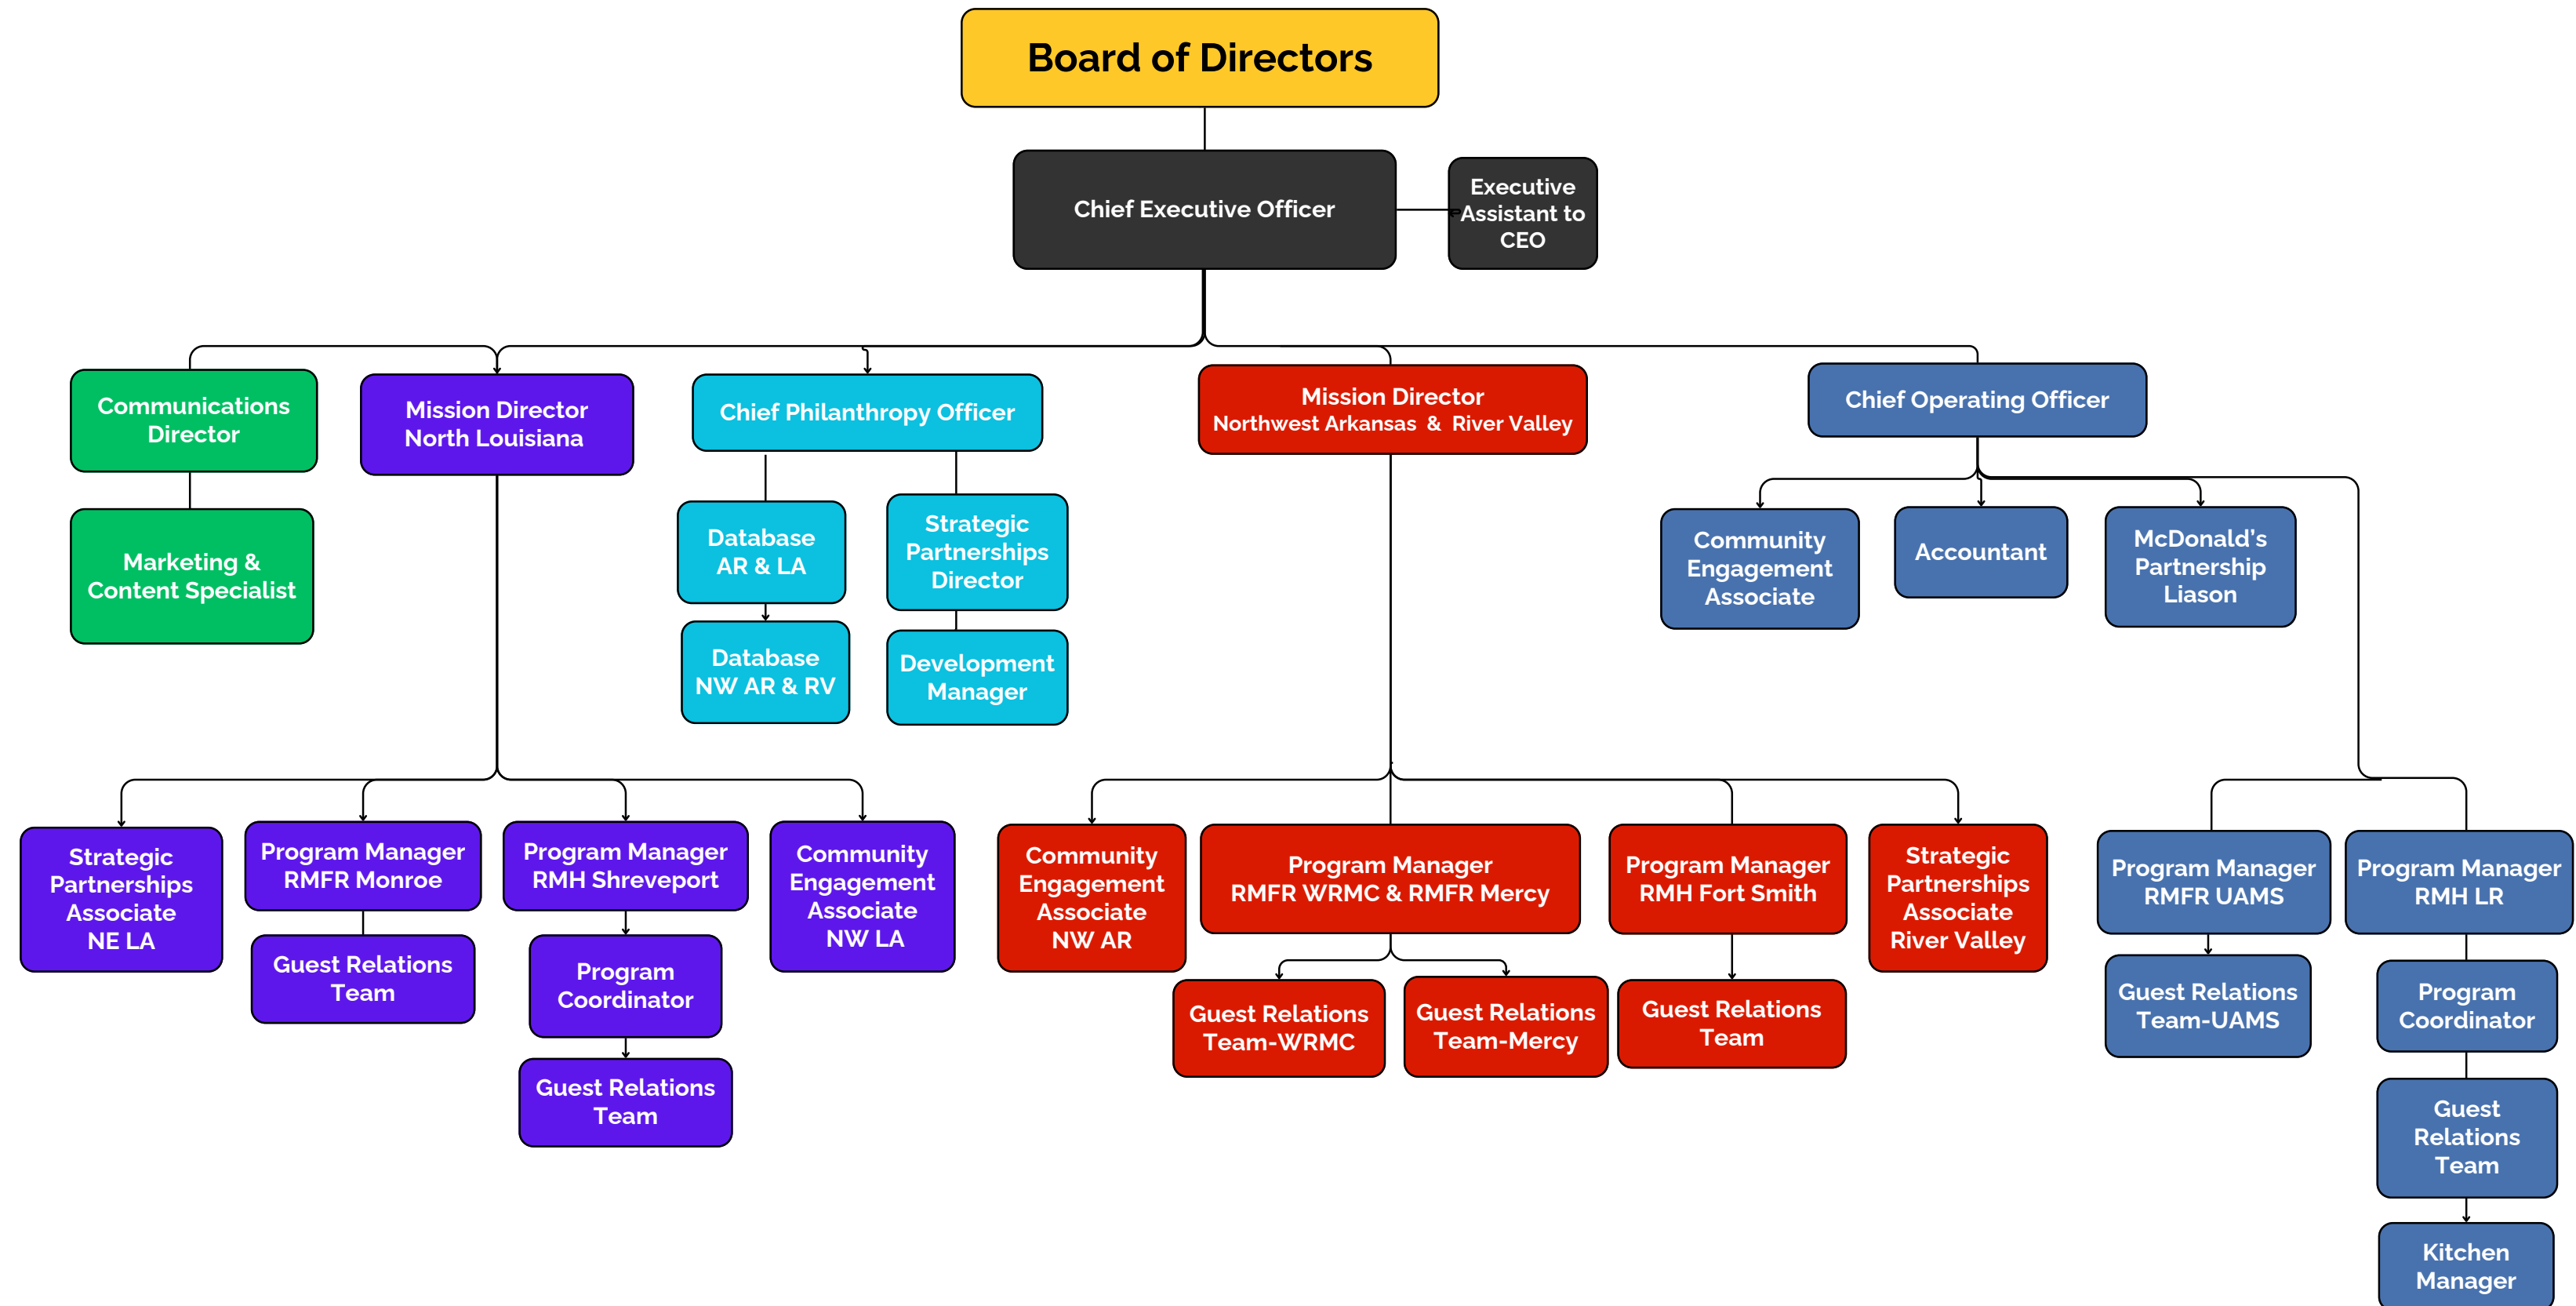 Board of Directors
Chief Executive Officer
Executive
Assistant to
CEO
Communications
Director
Mission Director
North Louisiana
Chief Philanthropy Officer
Mission Director
Northwest Arkansas & River Valley
Chief Operating Officer
Marketing &
Content Specialist
Database
AR & LA
Strategic
Partnerships
Director
Database
NW AR & RV
Development
Manager
Community
Engagement
Associate
Accountant
McDonald's
Partnership
Liason
Strategic
Partnerships
Associate
NE LA
Program Manager
RMFR Monroe
Program Manager
RMH Shreveport
Community
Engagement
Associate
NW LA
Guest Relations
Team
Program
Coordinator
Guest Relations
Team
Community
Engagement
Associate
NW AR
Program Manager
RMFR WRMC & RMFR Mercy
Program Manager
RMH Fort Smith
Strategic
Partnerships
Associate
River Valley
Guest Relations
Team-WRMC
Guest Relations
Team-Mercy
Guest Relations
Team
Program Manager
RMFR UAMS
Program Manager
RMH LR
Guest Relations
Team-UAMS
Program
Coordinator
Guest
Relations
Team
Kitchen
Manager